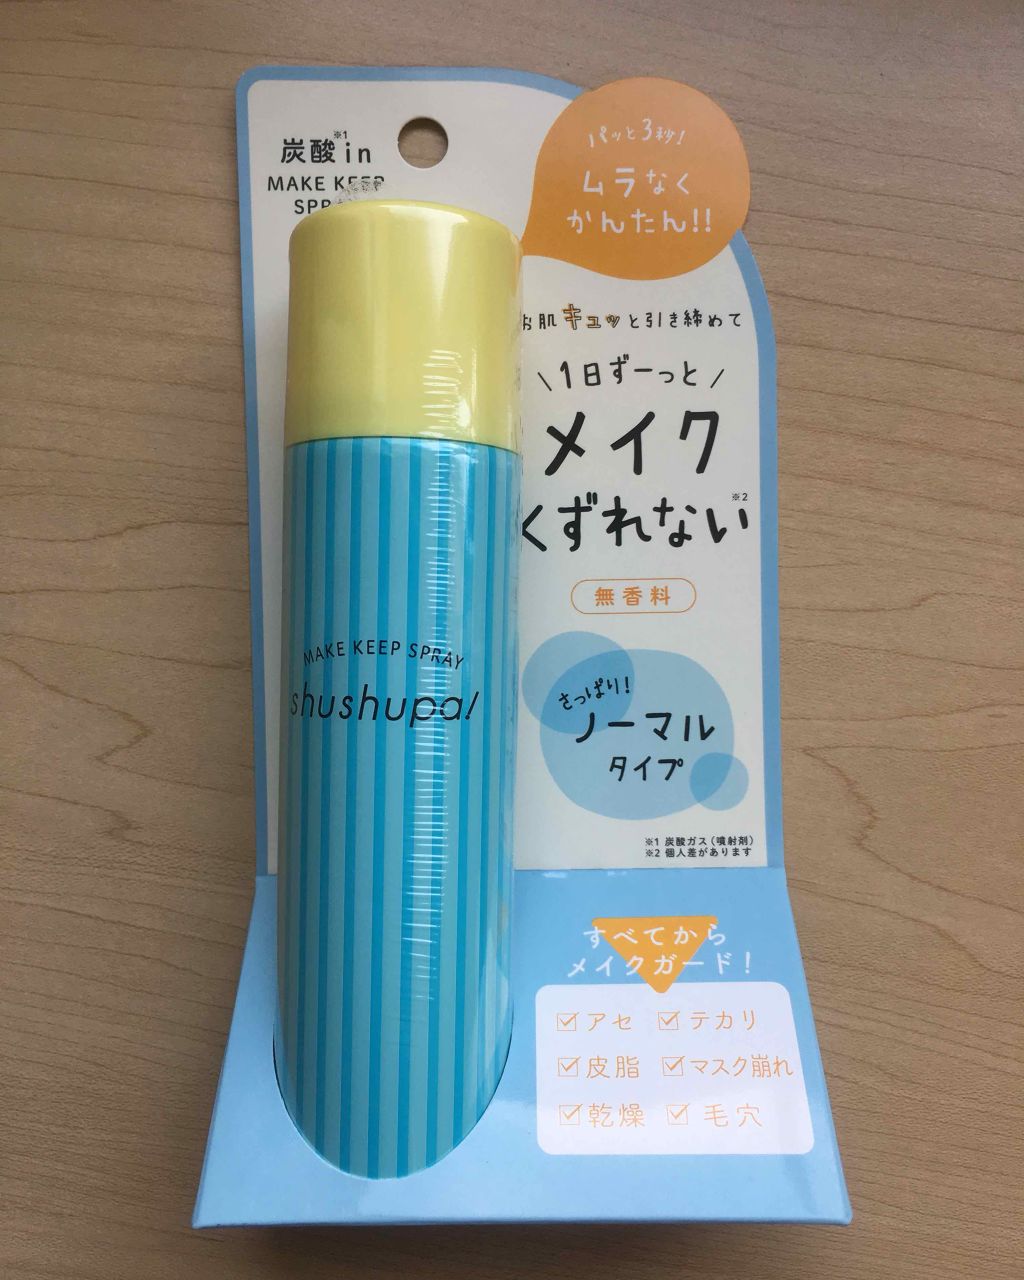 炭酸※1in
MAKE KEEP
SPRAY
パッと3秒!
ムラなく
かんたん!!
お肌キュッと引き締めて
\1日ずーっと/
メイク
くずれない※2
無香料
さっぱり!
ノーマル
タイプ
※1 炭酸ガス(噴射剤)
※2 個人差があります
MAKE KEEP SPRAY
shushupa!
すべてから
メイクガード!
☑アセ ☑テカリ
☑皮脂 ☑マスク崩れ
☑乾燥 ☑毛穴